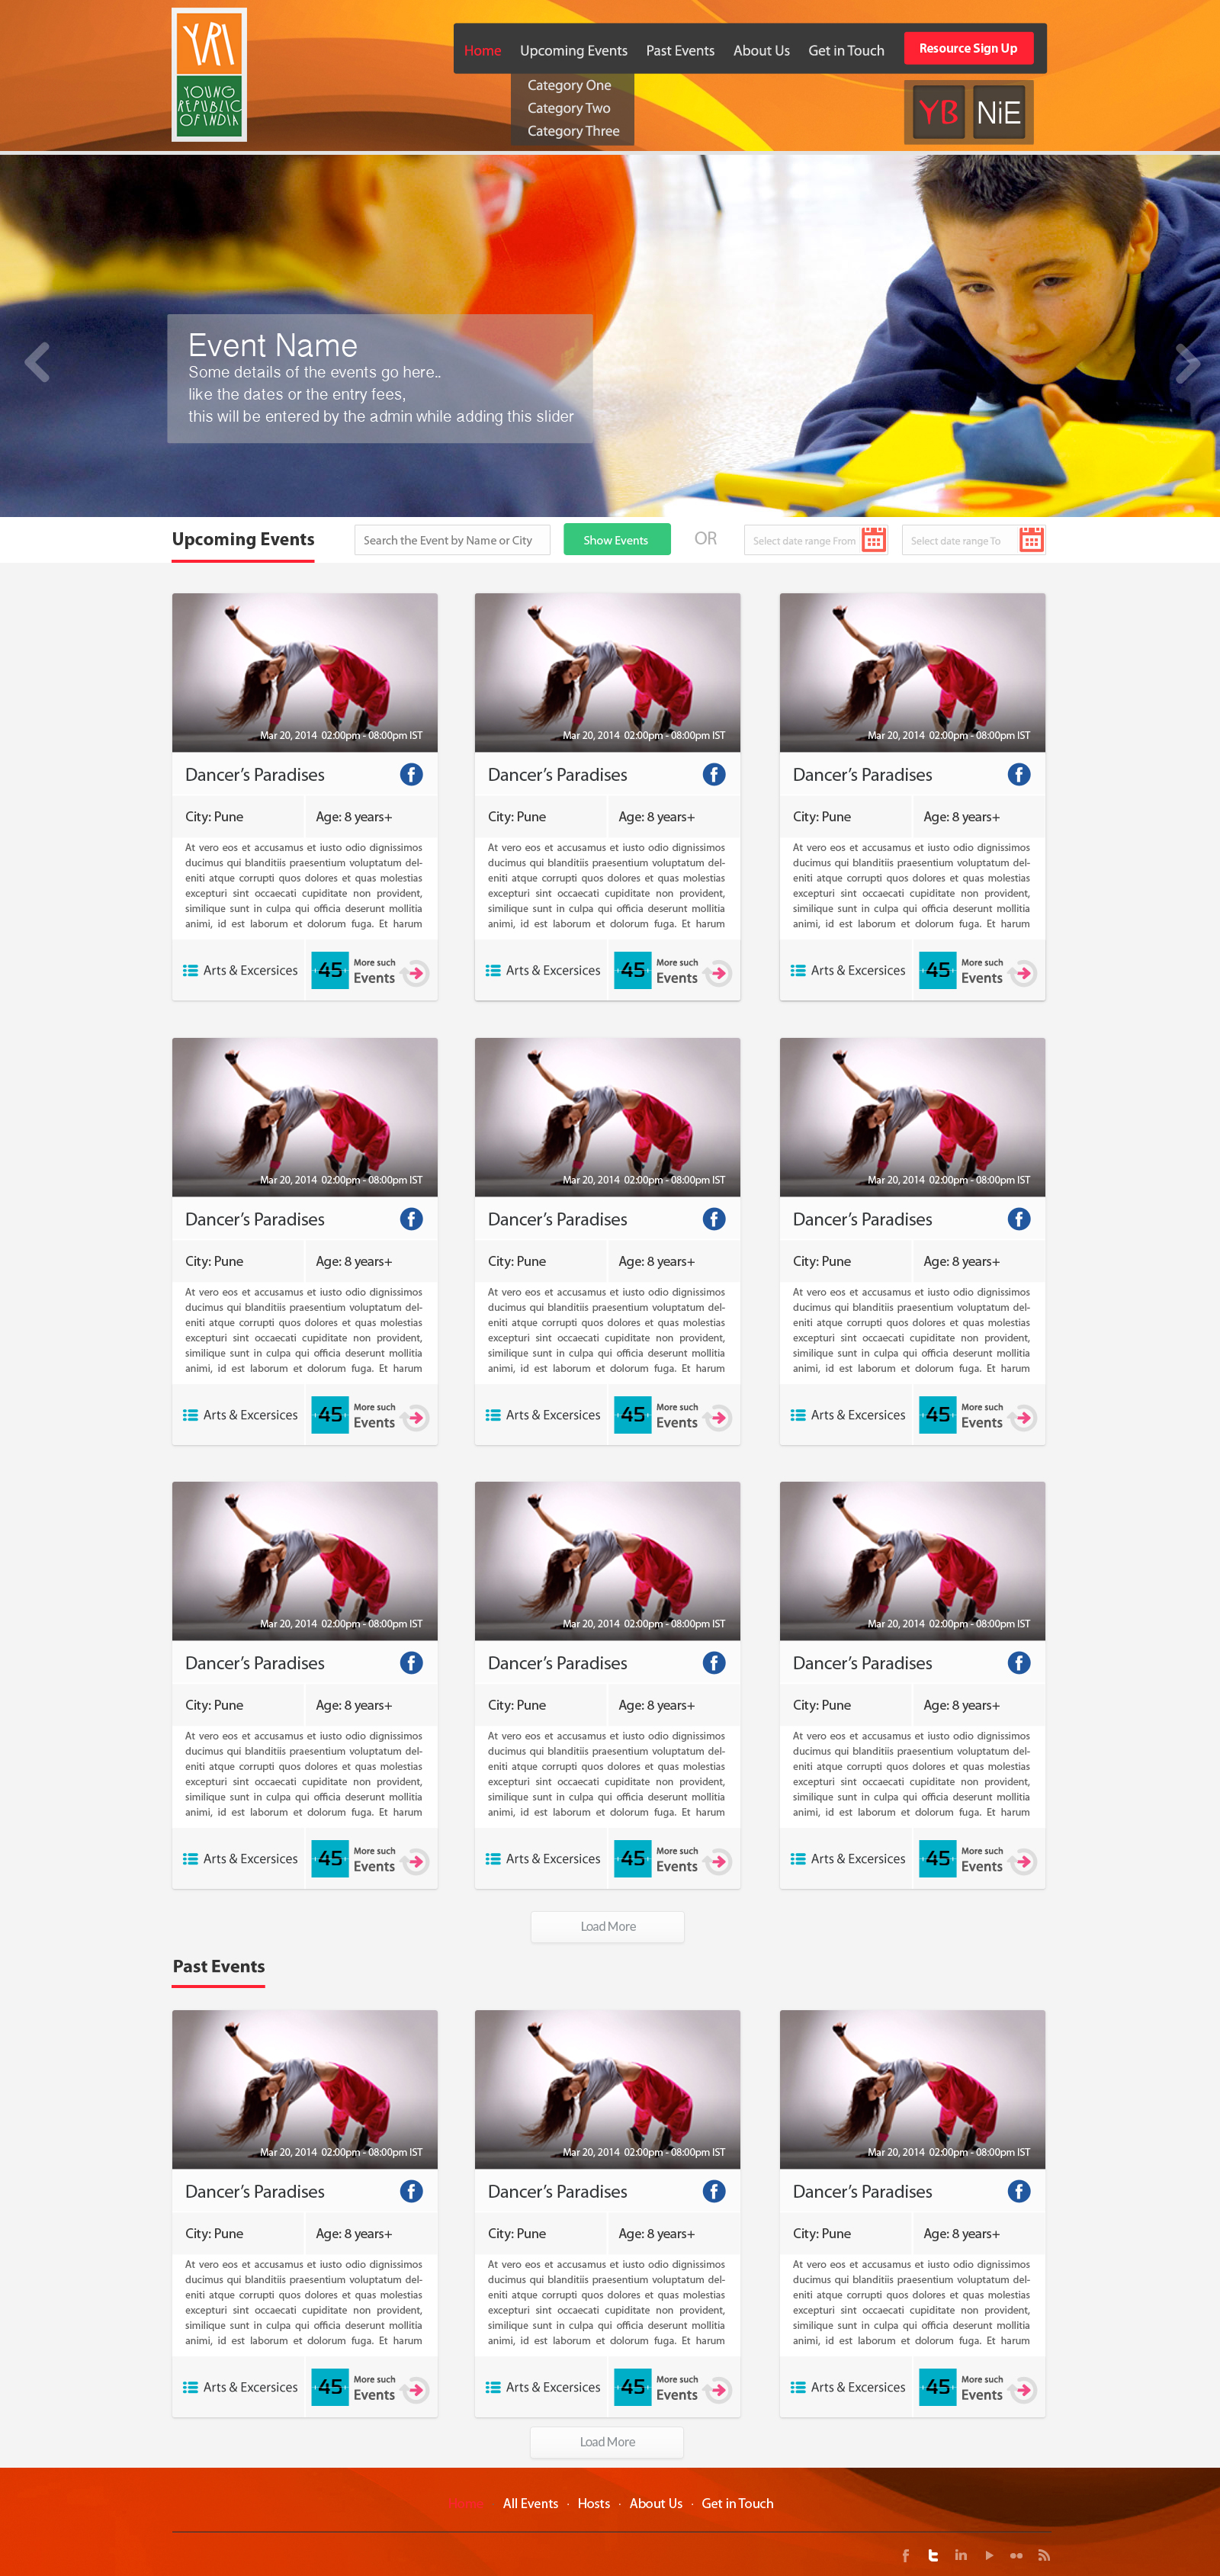 YRI
YOUNG
REPUBLIC
OF INDIA
Home Upcoming Events Past Events About Us Get in Touch Resource Sign Up
Category One
Category Two
Category Three
YB NiE
Event Name
Some details of the events go here..
like the dates or the entry fees,
this will be entered by the admin while adding this slider
Upcoming Events Search the Event by Name or City Show Events OR Select date range From Select date range To
Mar 20, 2014 02:00pm - 08:00pm IST
Dancer's Paradises
City: Pune Age: 8 years+
At vero eos et accusamus et iusto odio dignissimos
ducimus qui blanditiis praesentium voluptatum del-
eniti atque corrupti quos dolores et quas molestias
excepturi sint occaecati cupiditate non provident,
similique sunt in culpa qui officia deserunt mollitia
animi, id est laborum et dolorum fuga. Et harum
Arts & Excersices 45 More such
Events
Mar 20, 2014 02:00pm - 08:00pm IST
Dancer's Paradises
City: Pune Age: 8 years+
At vero eos et accusamus et iusto odio dignissimos
ducimus qui blanditiis praesentium voluptatum del-
eniti atque corrupti quos dolores et quas molestias
excepturi sint occaecati cupiditate non provident,
similique sunt in culpa qui officia deserunt mollitia
animi, id est laborum et dolorum fuga. Et harum
Arts & Excersices 45 More such
Events
Mar 20, 2014 02:00pm - 08:00pm IST
Dancer's Paradises
City: Pune Age: 8 years+
At vero eos et accusamus et iusto odio dignissimos
ducimus qui blanditiis praesentium voluptatum del-
eniti atque corrupti quos dolores et quas molestias
excepturi sint occaecati cupiditate non provident,
similique sunt in culpa qui officia deserunt mollitia
animi, id est laborum et dolorum fuga. Et harum
Arts & Excersices 45 More such
Events
Mar 20, 2014 02:00pm - 08:00pm IST
Dancer's Paradises
City: Pune Age: 8 years+
At vero eos et accusamus et iusto odio dignissimos
ducimus qui blanditiis praesentium voluptatum del-
eniti atque corrupti quos dolores et quas molestias
excepturi sint occaecati cupiditate non provident,
similique sunt in culpa qui officia deserunt mollitia
animi, id est laborum et dolorum fuga. Et harum
Arts & Excersices 45 More such
Events
Mar 20, 2014 02:00pm - 08:00pm IST
Dancer's Paradises
City: Pune Age: 8 years+
At vero eos et accusamus et iusto odio dignissimos
ducimus qui blanditiis praesentium voluptatum del-
eniti atque corrupti quos dolores et quas molestias
excepturi sint occaecati cupiditate non provident,
similique sunt in culpa qui officia deserunt mollitia
animi, id est laborum et dolorum fuga. Et harum
Arts & Excersices 45 More such
Events
Mar 20, 2014 02:00pm - 08:00pm IST
Dancer's Paradises
City: Pune Age: 8 years+
At vero eos et accusamus et iusto odio dignissimos
ducimus qui blanditiis praesentium voluptatum del-
eniti atque corrupti quos dolores et quas molestias
excepturi sint occaecati cupiditate non provident,
similique sunt in culpa qui officia deserunt mollitia
animi, id est laborum et dolorum fuga. Et harum
Arts & Excersices 45 More such
Events
Mar 20, 2014 02:00pm - 08:00pm IST
Dancer's Paradises
City: Pune Age: 8 years+
At vero eos et accusamus et iusto odio dignissimos
ducimus qui blanditiis praesentium voluptatum del-
eniti atque corrupti quos dolores et quas molestias
excepturi sint occaecati cupiditate non provident,
similique sunt in culpa qui officia deserunt mollitia
animi, id est laborum et dolorum fuga. Et harum
Arts & Excersices 45 More such
Events
Mar 20, 2014 02:00pm - 08:00pm IST
Dancer's Paradises
City: Pune Age: 8 years+
At vero eos et accusamus et iusto odio dignissimos
ducimus qui blanditiis praesentium voluptatum del-
eniti atque corrupti quos dolores et quas molestias
excepturi sint occaecati cupiditate non provident,
similique sunt in culpa qui officia deserunt mollitia
animi, id est laborum et dolorum fuga. Et harum
Arts & Excersices 45 More such
Events
Mar 20, 2014 02:00pm - 08:00pm IST
Dancer's Paradises
City: Pune Age: 8 years+
At vero eos et accusamus et iusto odio dignissimos
ducimus qui blanditiis praesentium voluptatum del-
eniti atque corrupti quos dolores et quas molestias
excepturi sint occaecati cupiditate non provident,
similique sunt in culpa qui officia deserunt mollitia
animi, id est laborum et dolorum fuga. Et harum
Arts & Excersices 45 More such
Events
Load More
Past Events
Mar 20, 2014 02:00pm - 08:00pm IST
Dancer's Paradises
City: Pune Age: 8 years+
At vero eos et accusamus et iusto odio dignissimos
ducimus qui blanditiis praesentium voluptatum del-
eniti atque corrupti quos dolores et quas molestias
excepturi sint occaecati cupiditate non provident,
similique sunt in culpa qui officia deserunt mollitia
animi, id est laborum et dolorum fuga. Et harum
Arts & Excersices 45 More such
Events
Mar 20, 2014 02:00pm - 08:00pm IST
Dancer's Paradises
City: Pune Age: 8 years+
At vero eos et accusamus et iusto odio dignissimos
ducimus qui blanditiis praesentium voluptatum del-
eniti atque corrupti quos dolores et quas molestias
excepturi sint occaecati cupiditate non provident,
similique sunt in culpa qui officia deserunt mollitia
animi, id est laborum et dolorum fuga. Et harum
Arts & Excersices 45 More such
Events
Mar 20, 2014 02:00pm - 08:00pm IST
Dancer's Paradises
City: Pune Age: 8 years+
At vero eos et accusamus et iusto odio dignissimos
ducimus qui blanditiis praesentium voluptatum del-
eniti atque corrupti quos dolores et quas molestias
excepturi sint occaecati cupiditate non provident,
similique sunt in culpa qui officia deserunt mollitia
animi, id est laborum et dolorum fuga. Et harum
Arts & Excersices 45 More such
Events
Load More
All Events · Hosts · About Us · Get in Touch